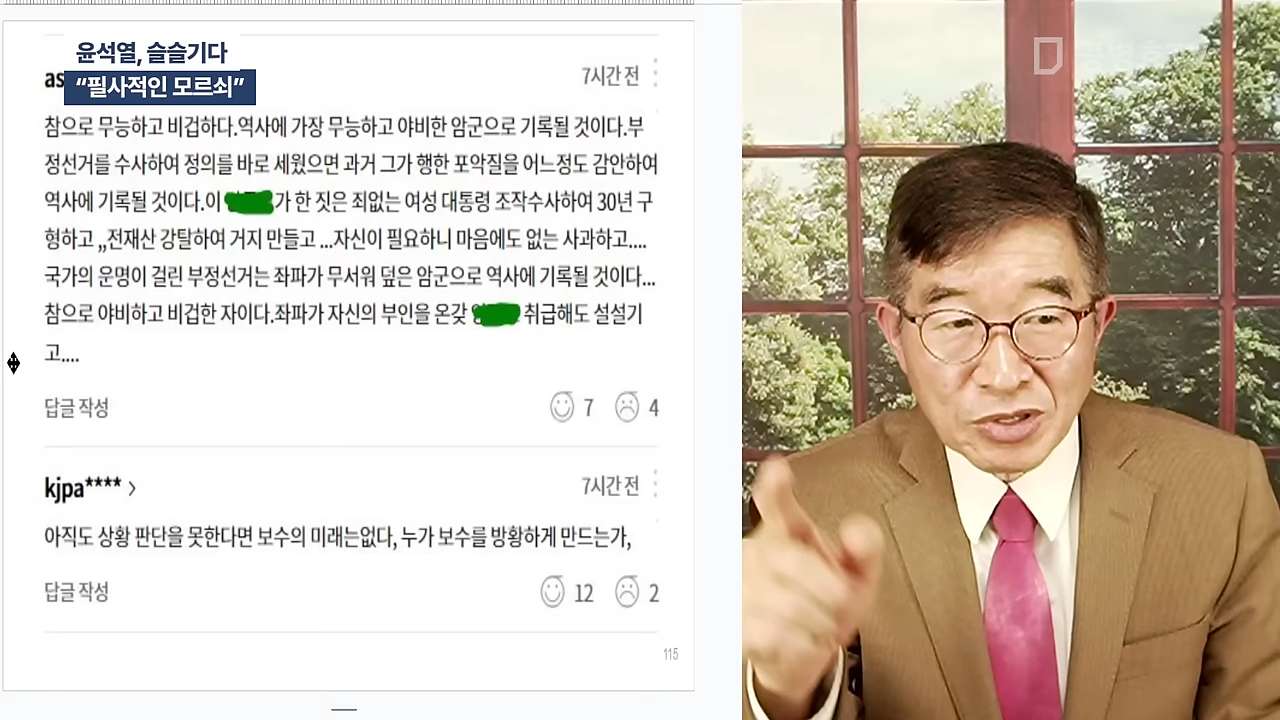 윤석열, 슬슬기다
“필사적인 모르쇠”
as
7시간 전
참으로 무능하고 비겁하다.역사에 가장 무능하고 야비한 암군으로 기록될 것이다.부
정선거를 수사하여 정의를 바로 세웠으면 과거 그가 행한 포악질을 어느정도 감안하여
역사에 기록될 것이다.이 가 한 짓은 죄없는 여성 대통령 조작수사하여 30년 구
형하고 ,,전재산 강탈하여 거지 만들고 ...자신이 필요하니 마음에도 없는 사과하고....
국가의 운명이 걸린 부정선거는 좌파가 무서워 덮은 암군으로 역사에 기록될 것이다...
참으로 야비하고 비겁한 자이다.좌파가 자신의 부인을 온갖 취급해도 설설기
고....
답글 작성
7 4
kjpa**** >
7시간 전
아직도 상황 판단을 못한다면 보수의 미래는없다, 누가 보수를 방황하게 만드는가,
답글 작성
12 2
115